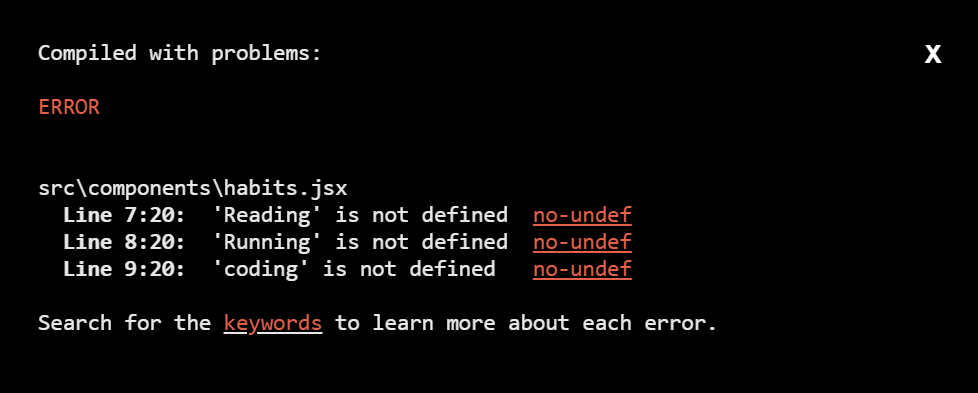 Compiled with problems:
X
ERROR
src\components\habits.jsx
Line 7:20: 'Reading' is not defined no-undef
Line 8:20: 'Running' is not defined no-undef
Line 9:20: 'coding' is not defined no-undef
Search for the keywords to learn more about each error.